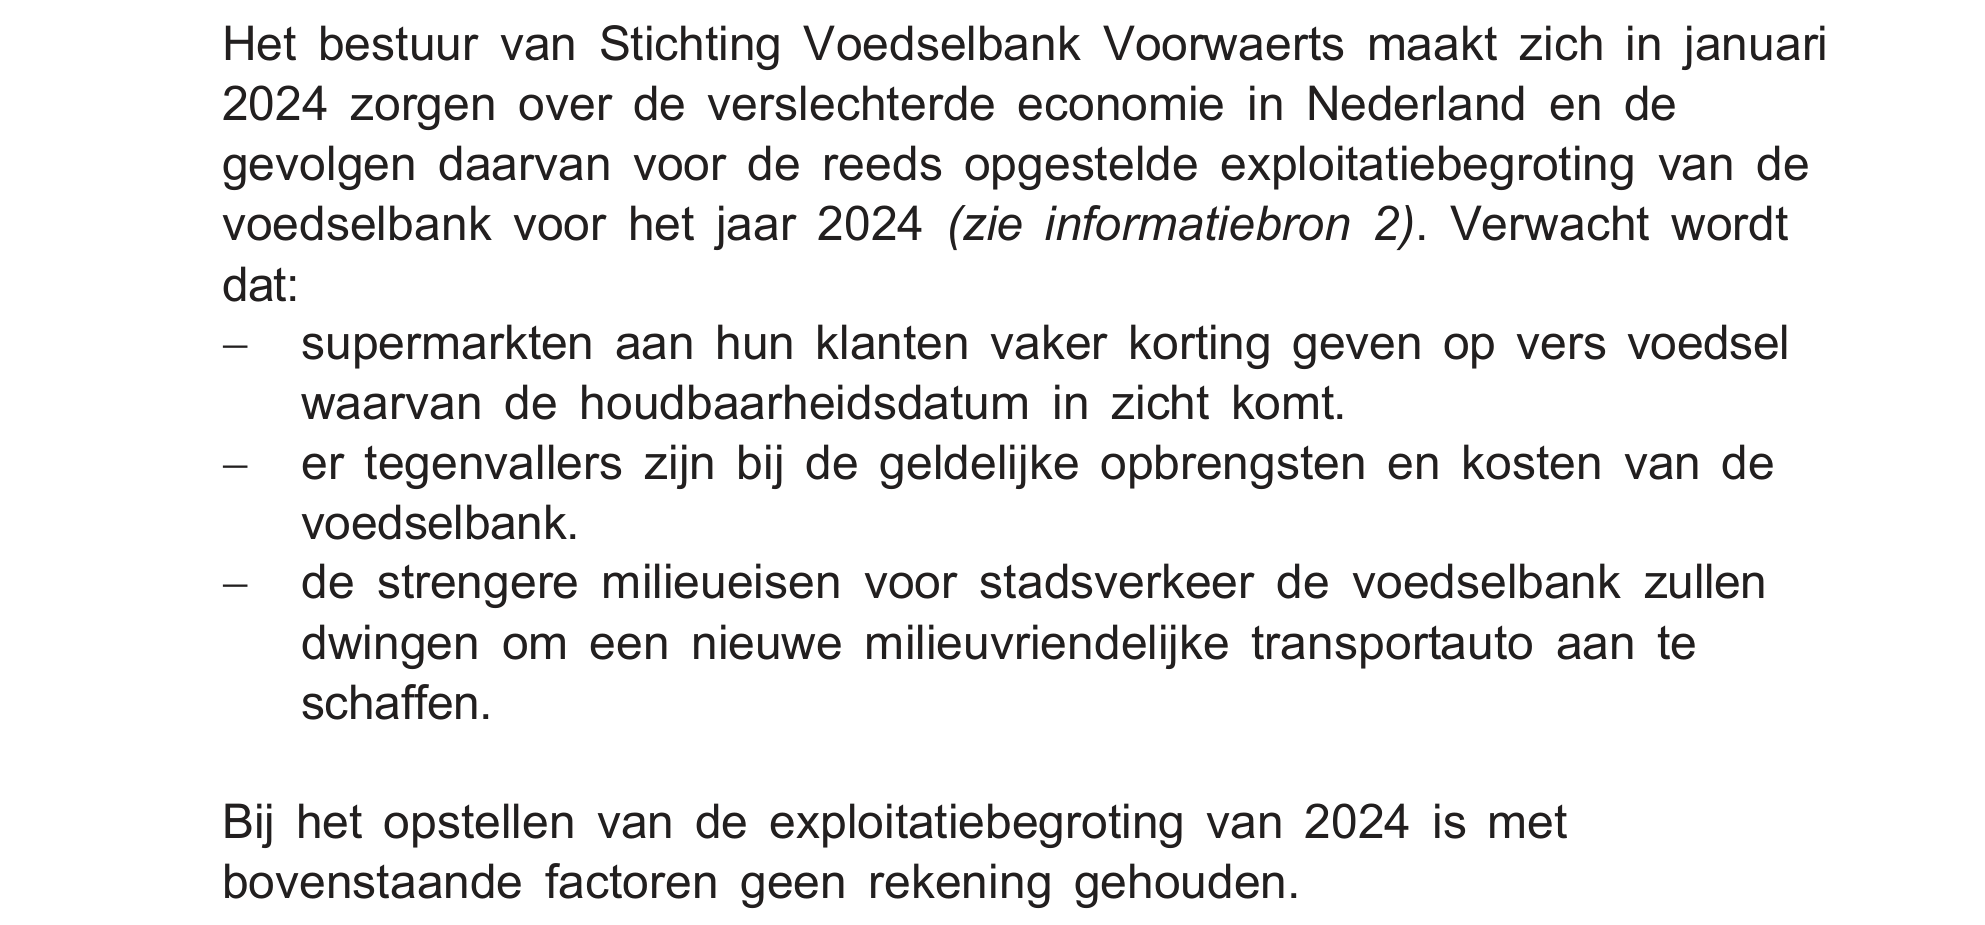 Het bestuur van Stichting Voedselbank Voorwaerts maakt zich in januari
2024 zorgen over de verslechterde economie in Nederland en de
gevolgen daarvan voor de reeds opgestelde exploitatiebegroting van de
voedselbank voor het jaar 2024 (zie informatiebron 2). Verwacht wordt
dat:
– supermarkten aan hun klanten vaker korting geven op vers voedsel
waarvan de houdbaarheidsdatum in zicht komt.
– er tegenvallers zijn bij de geldelijke opbrengsten en kosten van de
voedselbank.
– de strengere milieueisen voor stadsverkeer de voedselbank zullen
dwingen om een nieuwe milieuvriendelijke transportauto aan te
schaffen.
Bij het opstellen van de exploitatiebegroting van 2024 is met
bovenstaande factoren geen rekening gehouden.